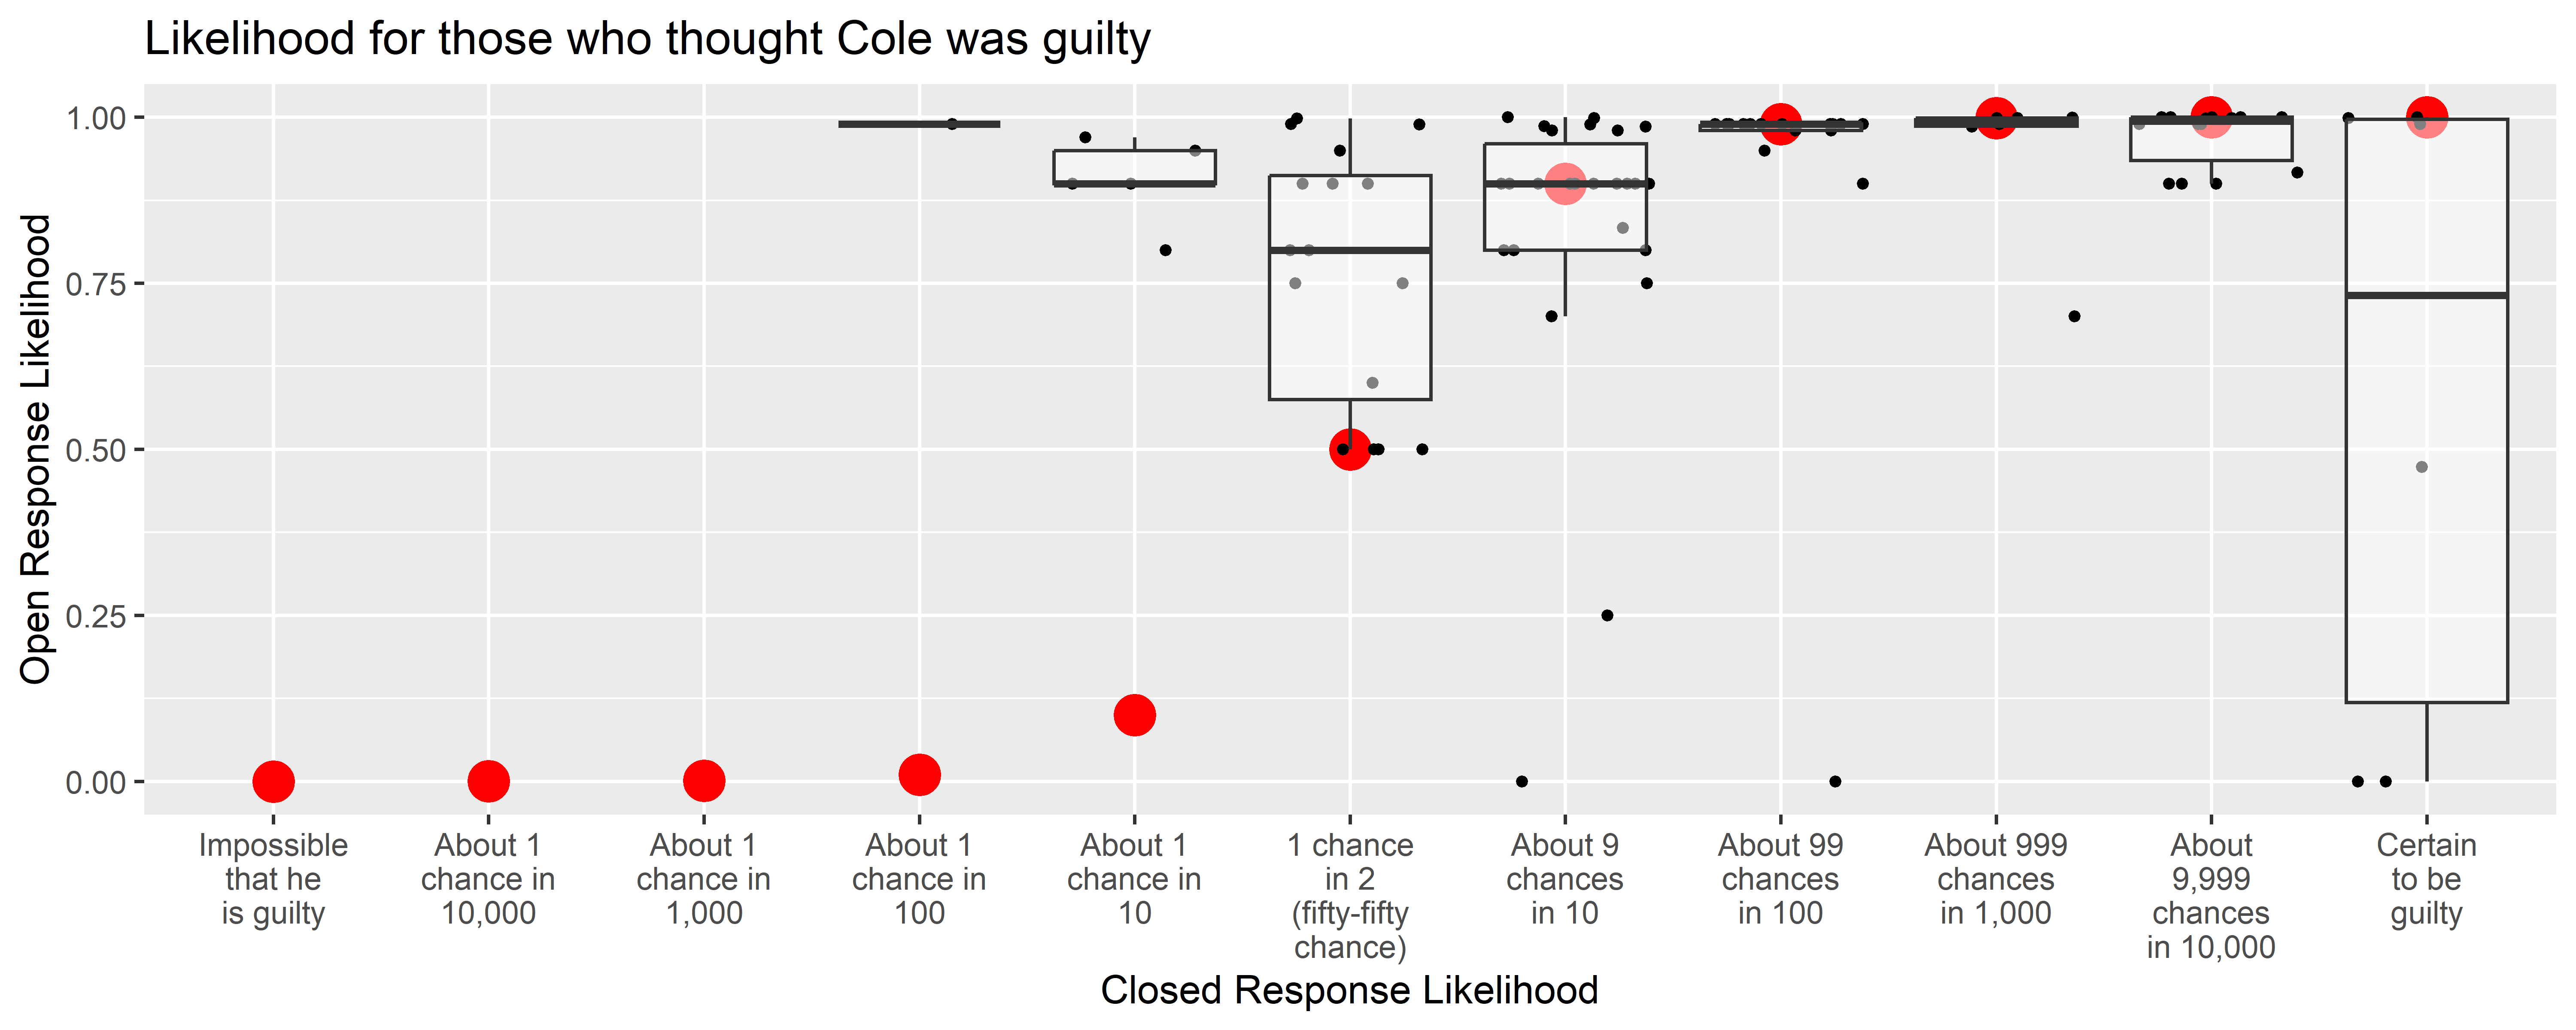 Likelihood for those who thought Cole was guilty
Open Response Likelihood
1.00
0.75
0.50
0.25
0.00
Impossible
that he
is guilty
About 1
chance in
10,000
About 1
chance in
1,000
About 1
chance in
100
About 1
chance in
10
1 chance
in 2
(fifty-fifty
chance)
About 9
chances
in 10
About 99
chances
in 100
About 999
chances
in 1,000
About
9,999
chances
in 10,000
Certain
to be
guilty
Closed Response Likelihood